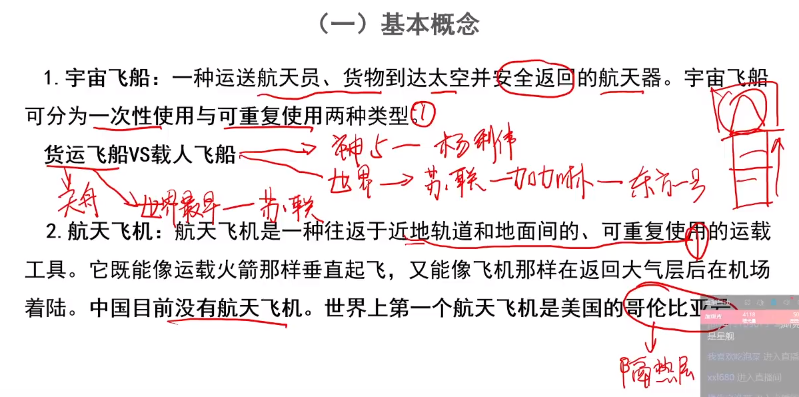 （一）基本概念
1. 宇宙飞船：一种运送航天员、货物到达太空并安全返回的航天器。宇宙飞船
可分为一次性使用与可重复使用两种类型；
货运飞船VS载人飞船
神5—杨利伟
世界→苏联—加加林—东方一号
天舟 世界最早—苏联
2. 航天飞机：航天飞机是一种往返于近地轨道和地面间的、可重复使用的运载
工具。它既能像运载火箭那样垂直起飞，又能像飞机那样在返回大气层后在机场
着陆。中国目前没有航天飞机。世界上第一个航天飞机是美国的哥伦比亚
隔热层
进入直播间